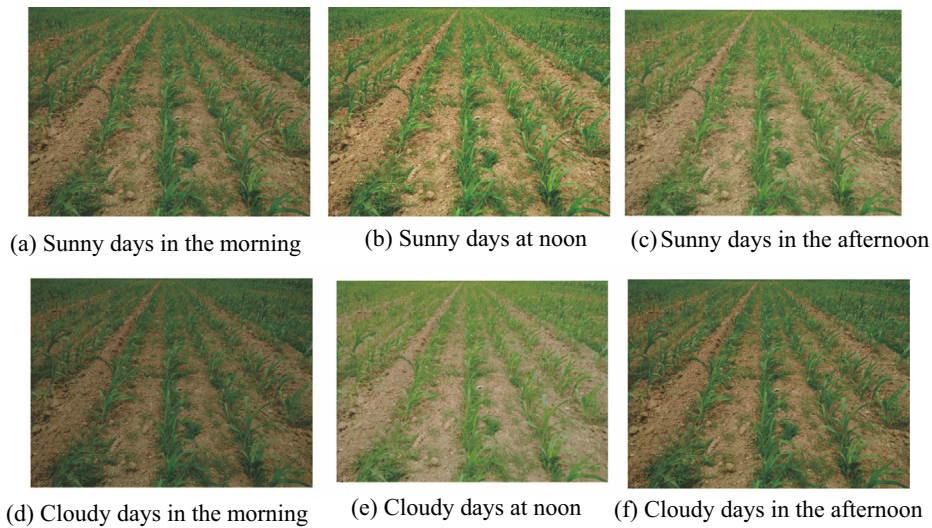 (a) Sunny days in the morning
(b) Sunny days at noon
(c) Sunny days in the afternoon
(d) Cloudy days in the morning
(e) Cloudy days at noon
(f) Cloudy days in the afternoon